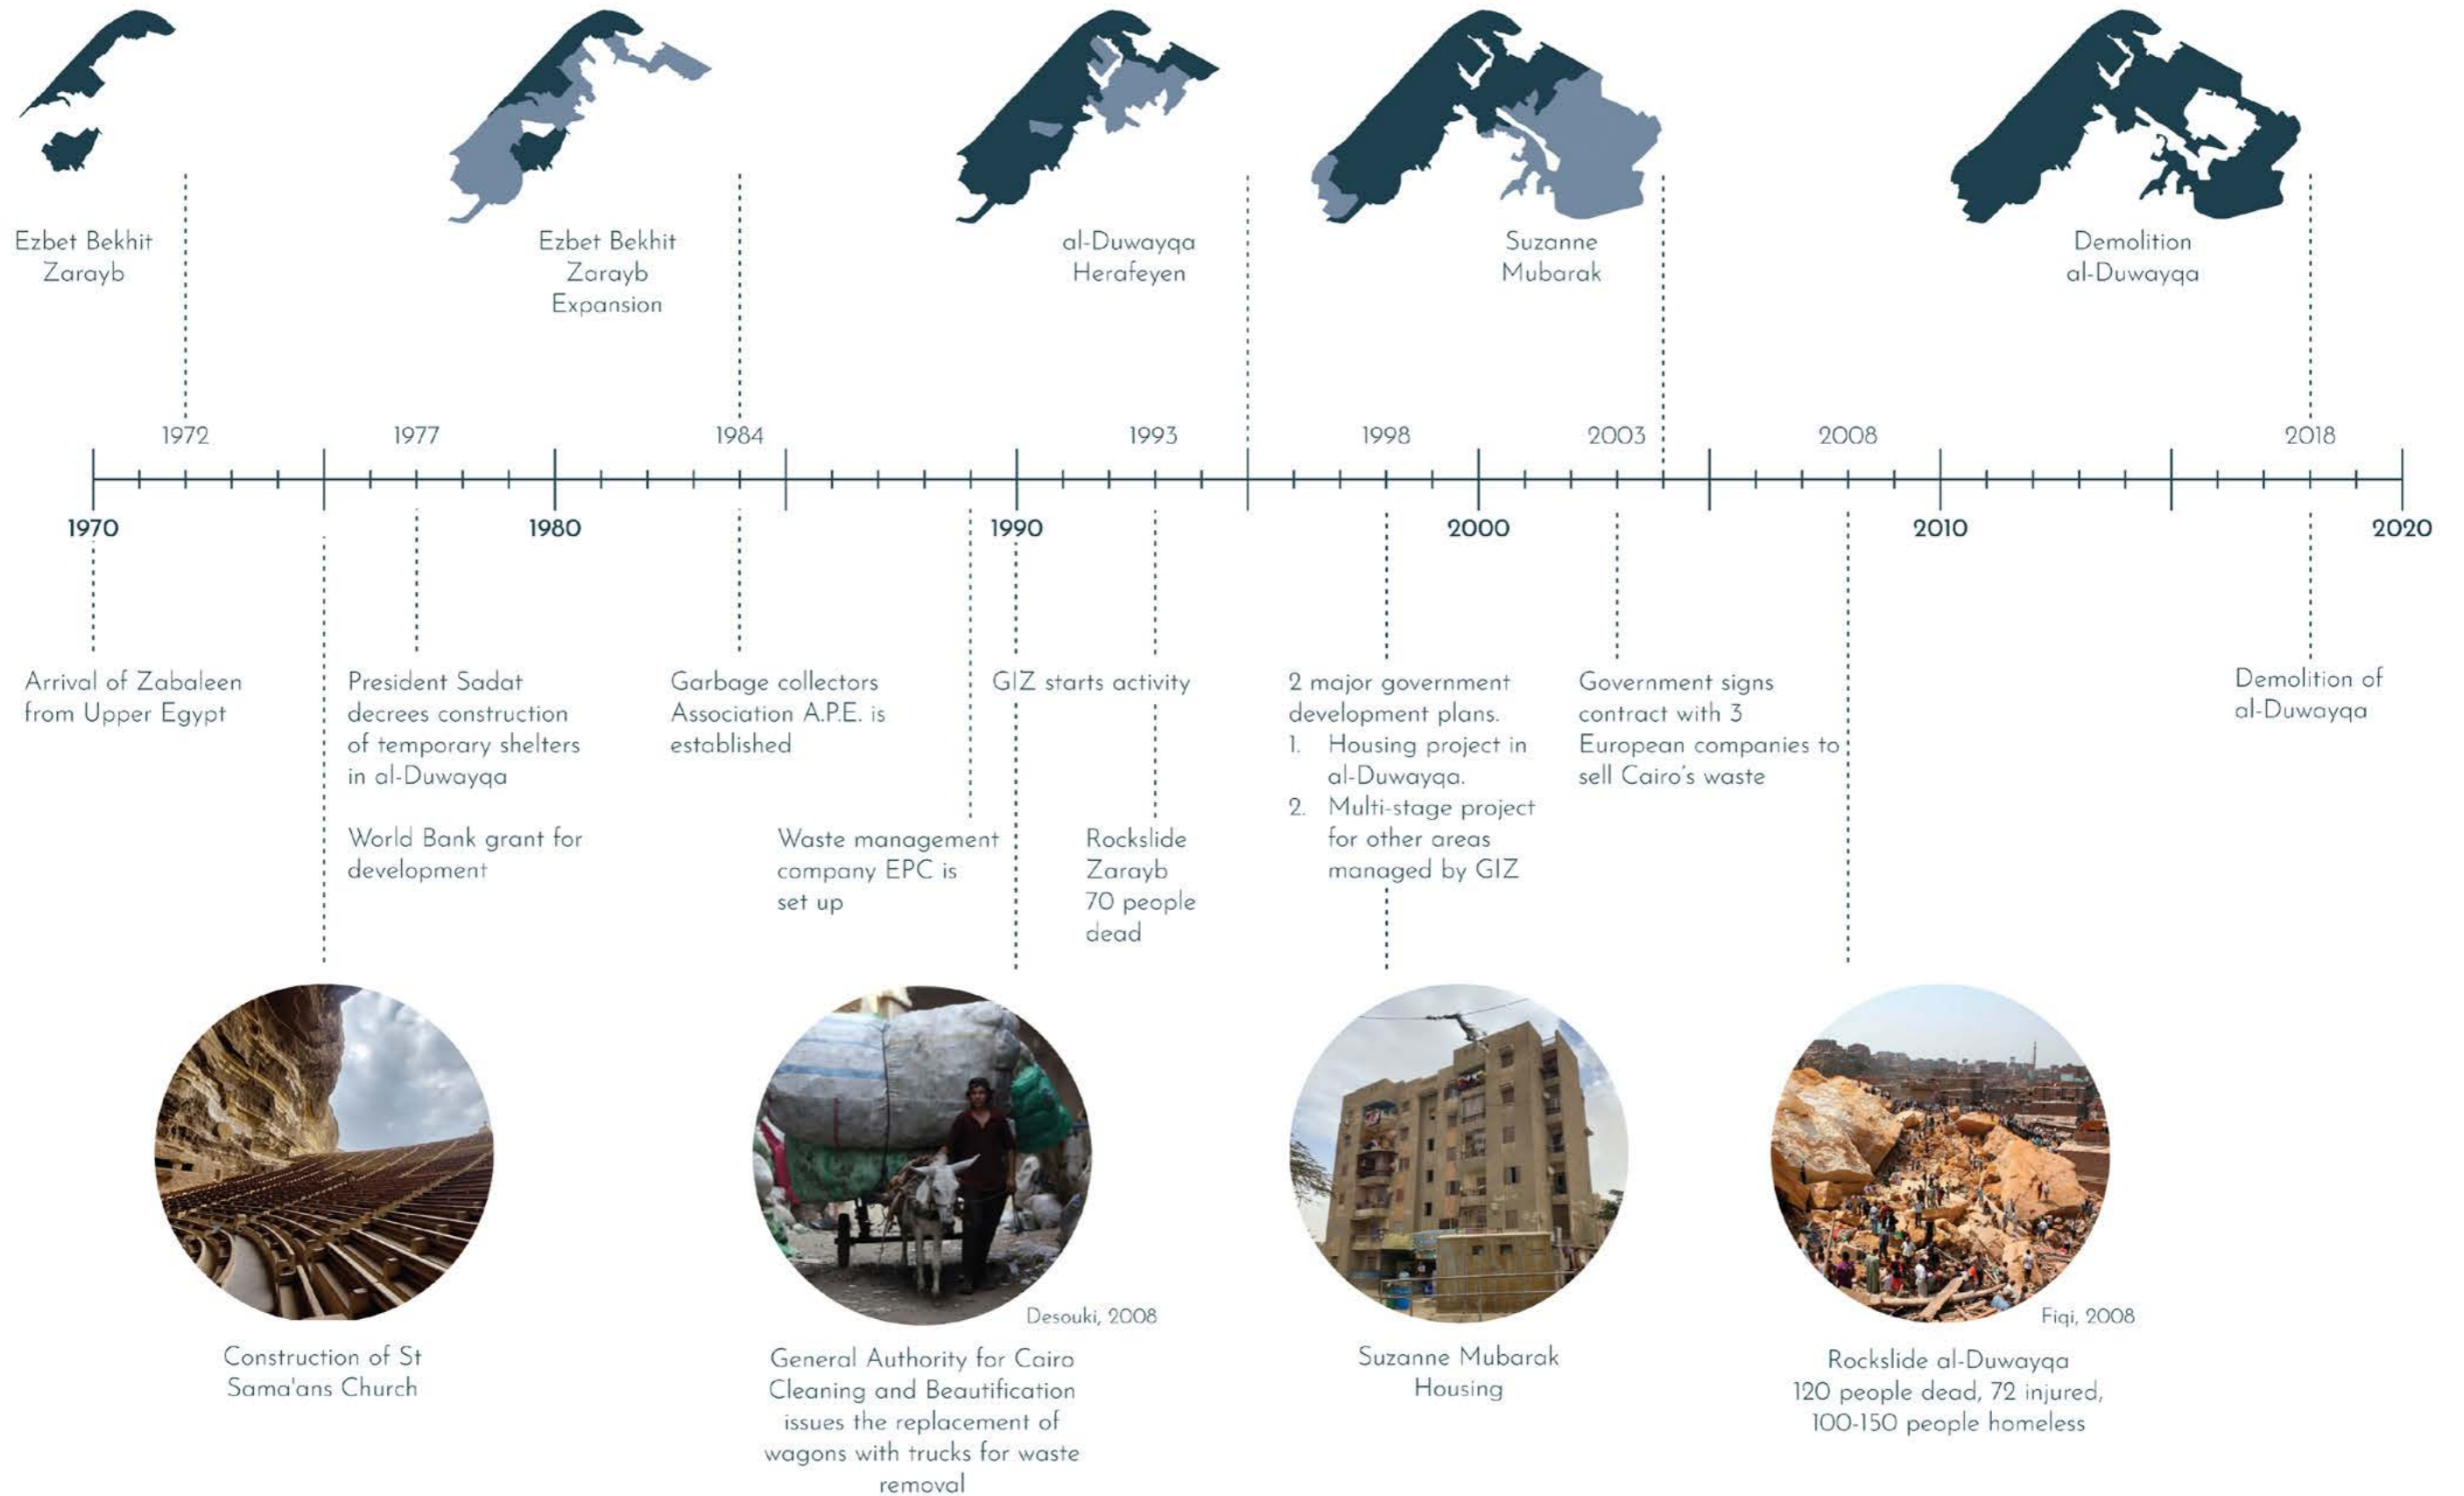 Ezbet Bekhit
Zarayb
Ezbet Bekhit
Zarayb
Expansion
al-Duwayqa
Herafeyen
Suzanne
Mubarak
Demolition
al-Duwayqa
1972
1977
1984
1993
1998
2003
2008
2018
1970
1980
1990
2000
2010
2020
Arrival of Zabaleen
from Upper Egypt
President Sadat
decrees construction
of temporary shelters
in al-Duwayqa
World Bank grant for
development
Garbage collectors
Association A.P.E. is
established
Waste management
company EPC is
set up
GIZ starts activity
Rockslide
Zarayb
70 people
dead
2 major government
development plans.
1. Housing project in
al-Duwayqa.
2. Multi-stage project
for other areas
managed by GIZ
Government signs
contract with 3
European companies to
sell Cairo's waste
Demolition of
al-Duwayqa
Construction of St
Sama'ans Church
Desouki, 2008
General Authority for Cairo
Cleaning and Beautification
issues the replacement of
wagons with trucks for waste
removal
Suzanne Mubarak
Housing
Fiqi, 2008
Rockslide al-Duwayqa
120 people dead, 72 injured,
100-150 people homeless